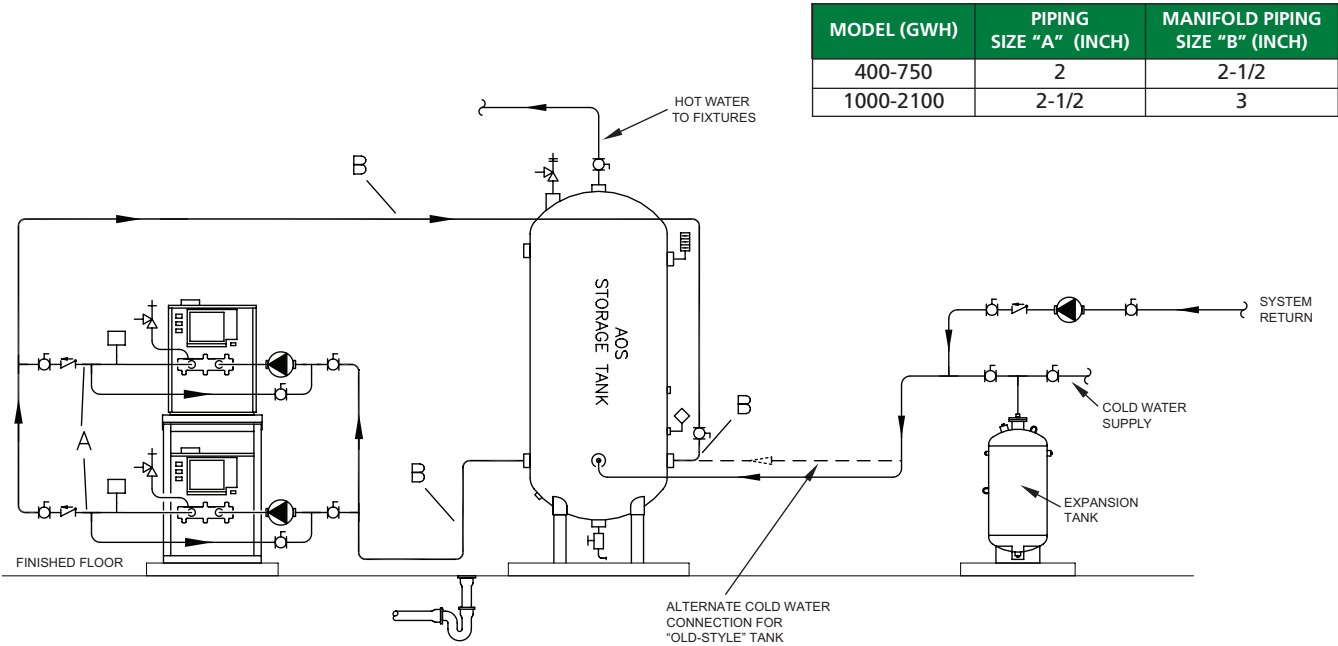 MODEL (GWH) PIPING SIZE "A" (INCH) MANIFOLD PIPING SIZE "B" (INCH)
400-750 2 2-1/2
1000-2100 2-1/2 3
HOT WATER
TO FIXTURES
B
AOS
STORAGE TANK
SYSTEM
RETURN
COLD WATER
SUPPLY
B
A
B
EXPANSION
TANK
FINISHED FLOOR
ALTERNATE COLD WATER
CONNECTION FOR
"OLD-STYLE" TANK